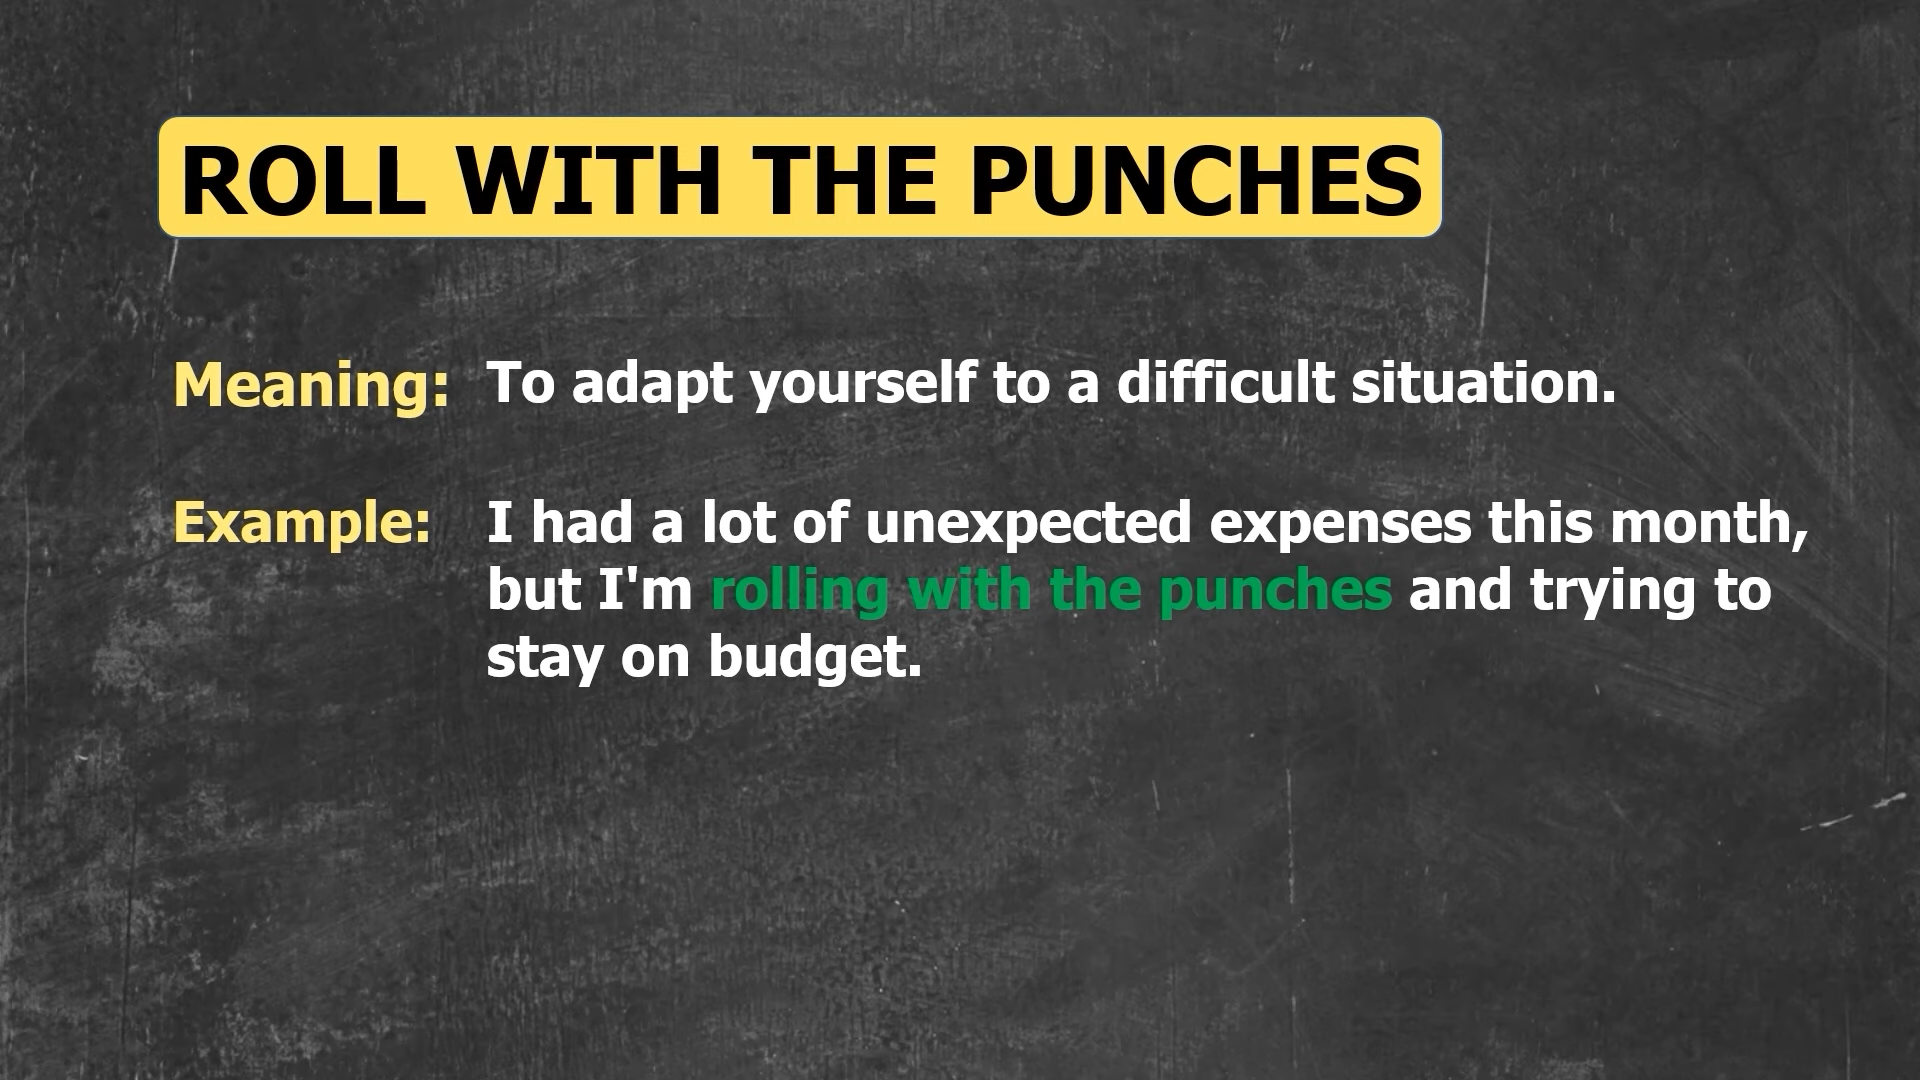 ROLL WITH THE PUNCHES
Meaning: To adapt yourself to a difficult situation.
Example: I had a lot of unexpected expenses this month,
but I'm rolling with the punches and trying to
stay on budget.